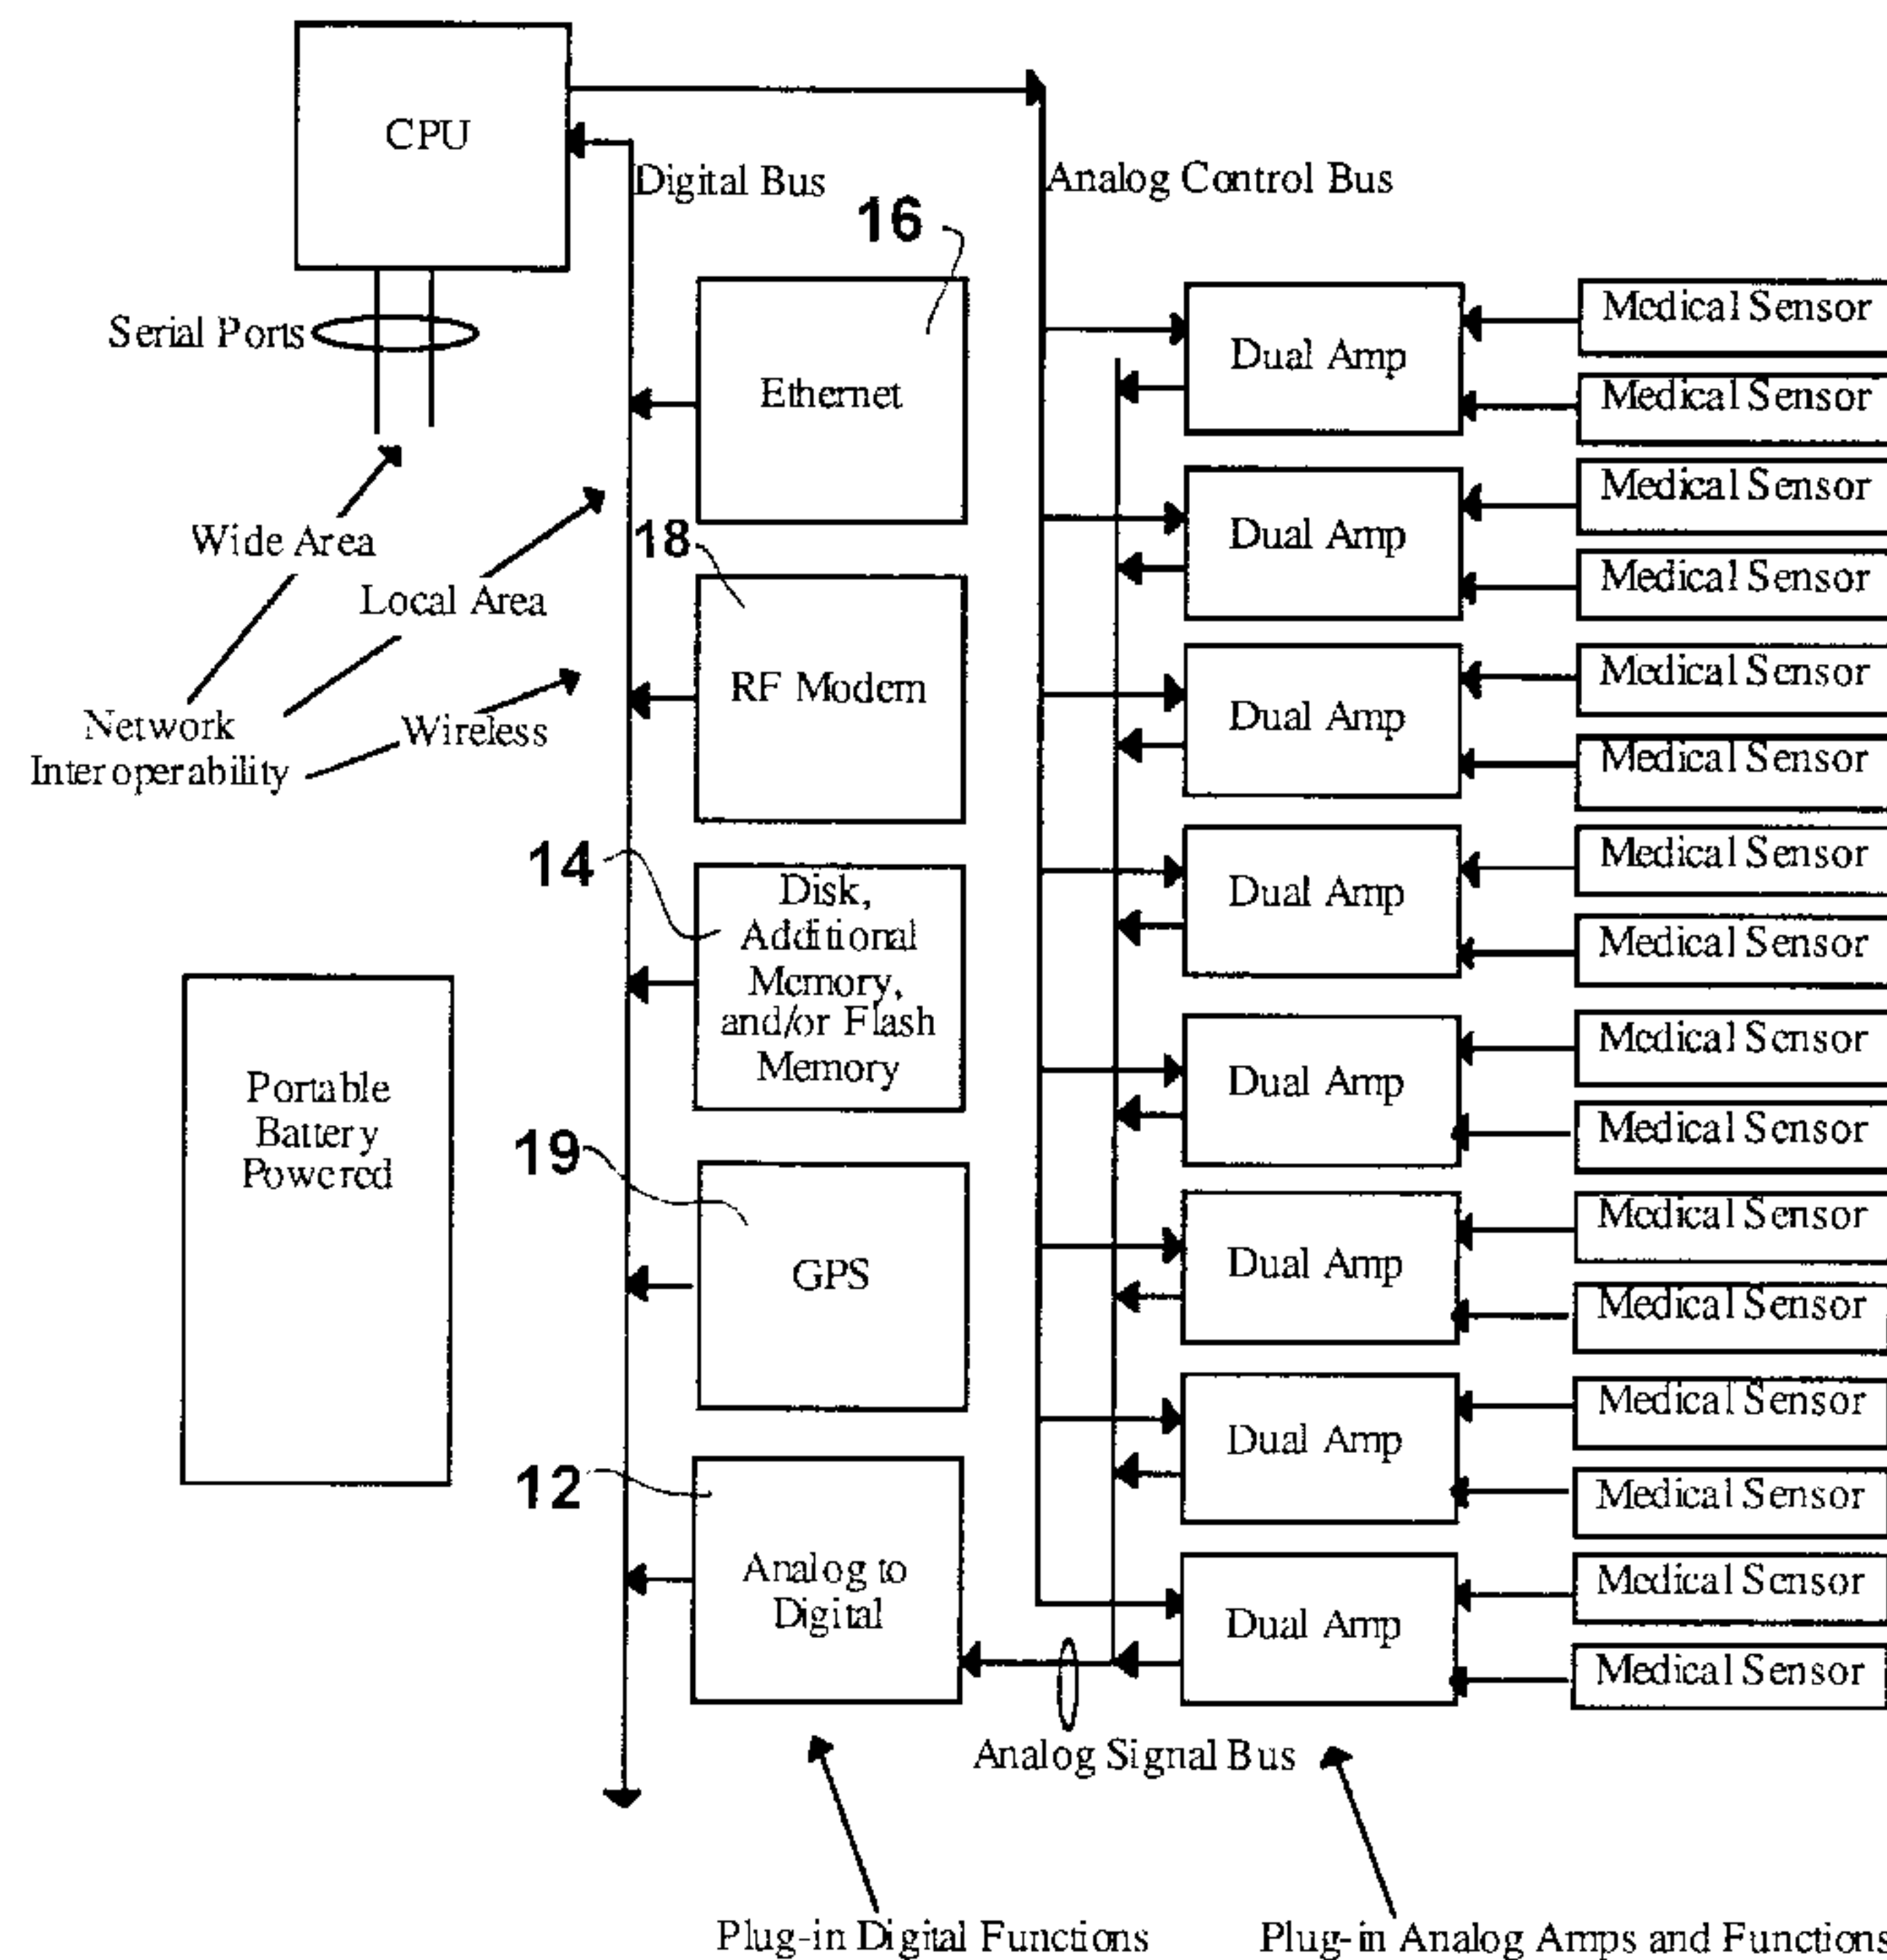 CPU
Digital Bus
Analog Control Bus
16
Serial Ports
Ethernet
Wide Area
Local Area
18
RF Modem
Network
Interoperability
Wireless
14
Disk,
Additional
Memory,
and/or Flash
Memory
Portable
Battery
Powered
19
GPS
12
Analog to
Digital
Analog Signal Bus
Plug-in Digital Functions
Plug-in Analog Amps and Functions
Dual Amp
Medical Sensor
Medical Sensor
Dual Amp
Medical Sensor
Medical Sensor
Dual Amp
Medical Sensor
Medical Sensor
Dual Amp
Medical Sensor
Medical Sensor
Dual Amp
Medical Sensor
Medical Sensor
Dual Amp
Medical Sensor
Medical Sensor
Dual Amp
Medical Sensor
Medical Sensor
Dual Amp
Medical Sensor
Medical Sensor